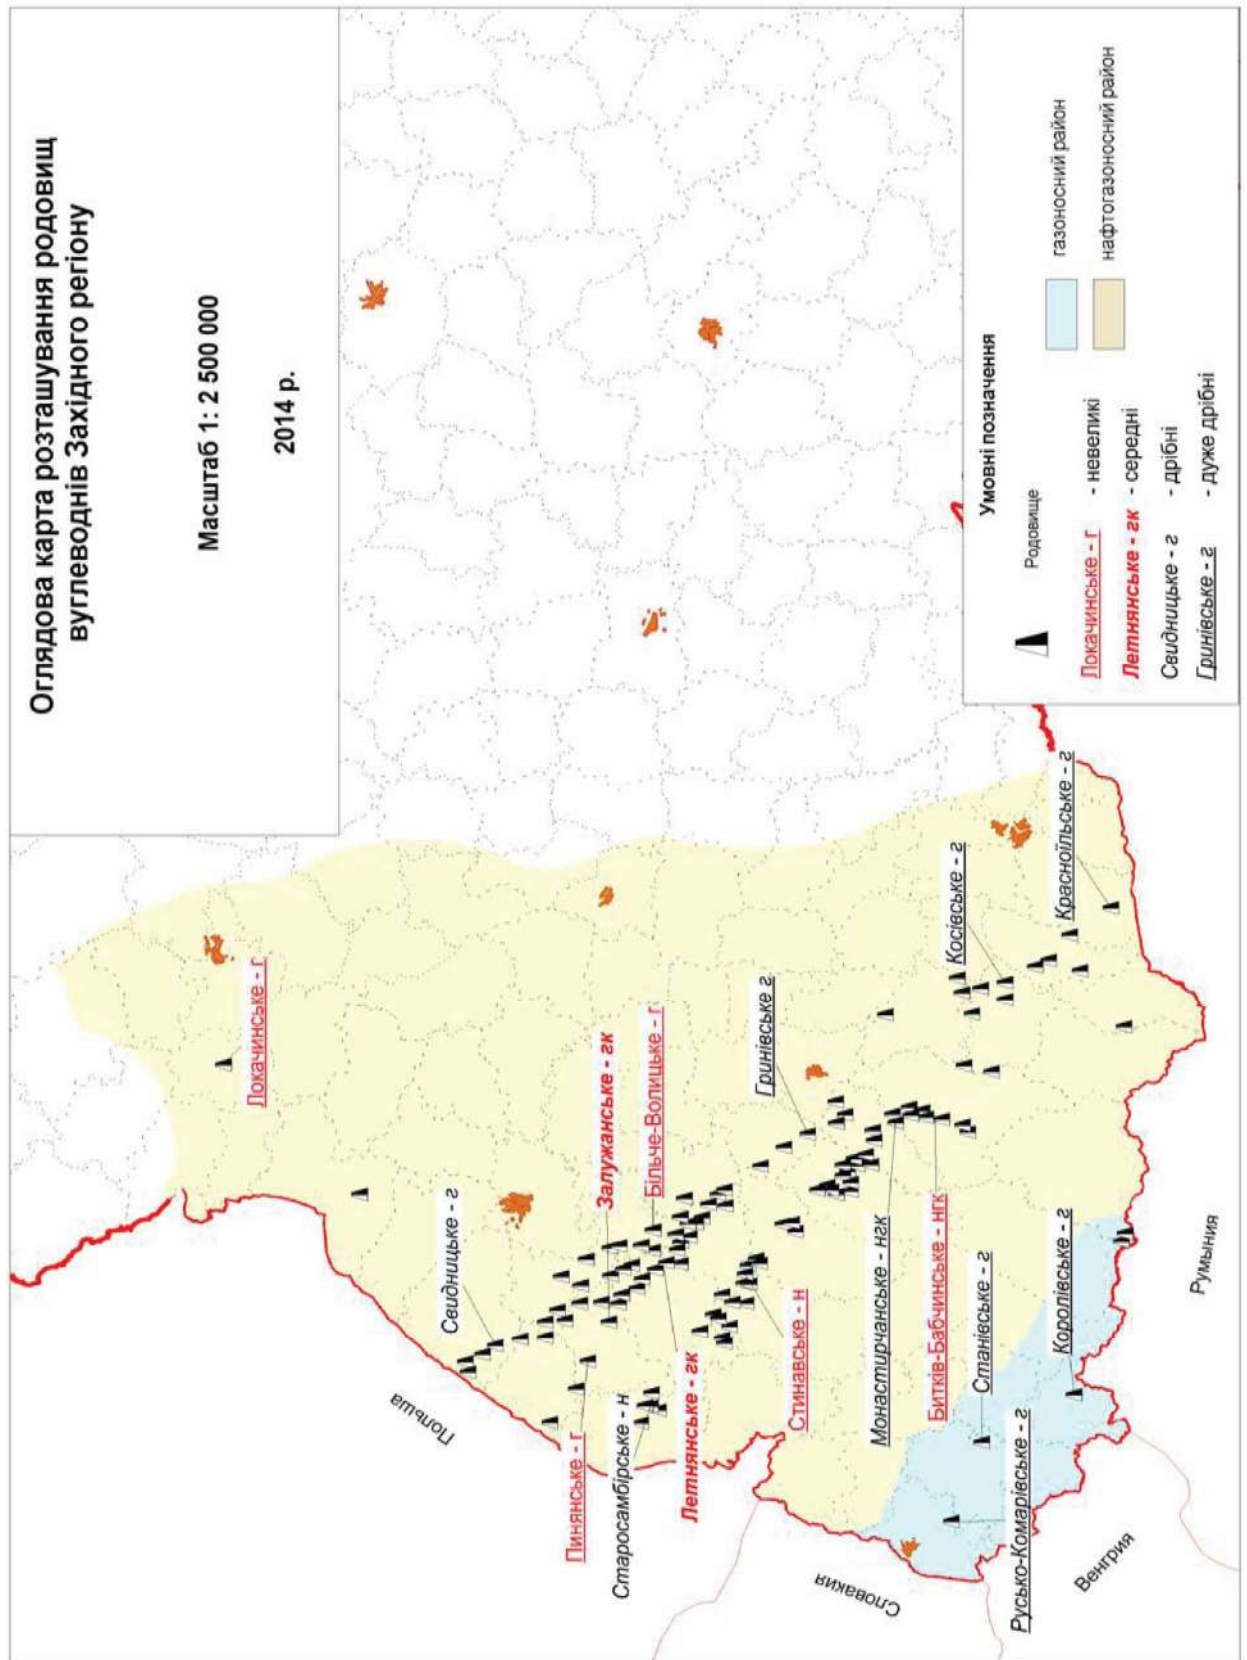 Оглядова карта розташування родовищ
вуглеводнів Західного регіону
Масштаб 1: 2 500 000
2014 р.
Локачинське - г
Свидницьке - г
Залужанське - гк
Більче-Волицьке - г
Гринівське г
Косівське - г
Красноїльське - г
Польша
Пинянське - г
Старосамбірське - н
Летнянське - гк
Стинавське - н
Монастирчанське - нгк
Битків-Бабчинське - нгк
Станівське - г
Королівське - г
Русько-Комарівське - г
Словакия
Венгрия
Румыния
Умовні позначення
Родовище
Локачинське - г - невеликі
Летнянське - гк - середні
Свидницьке - г - дрібні
Гринівське - г - дуже дрібні
газоносний район
нафтогазоносний район